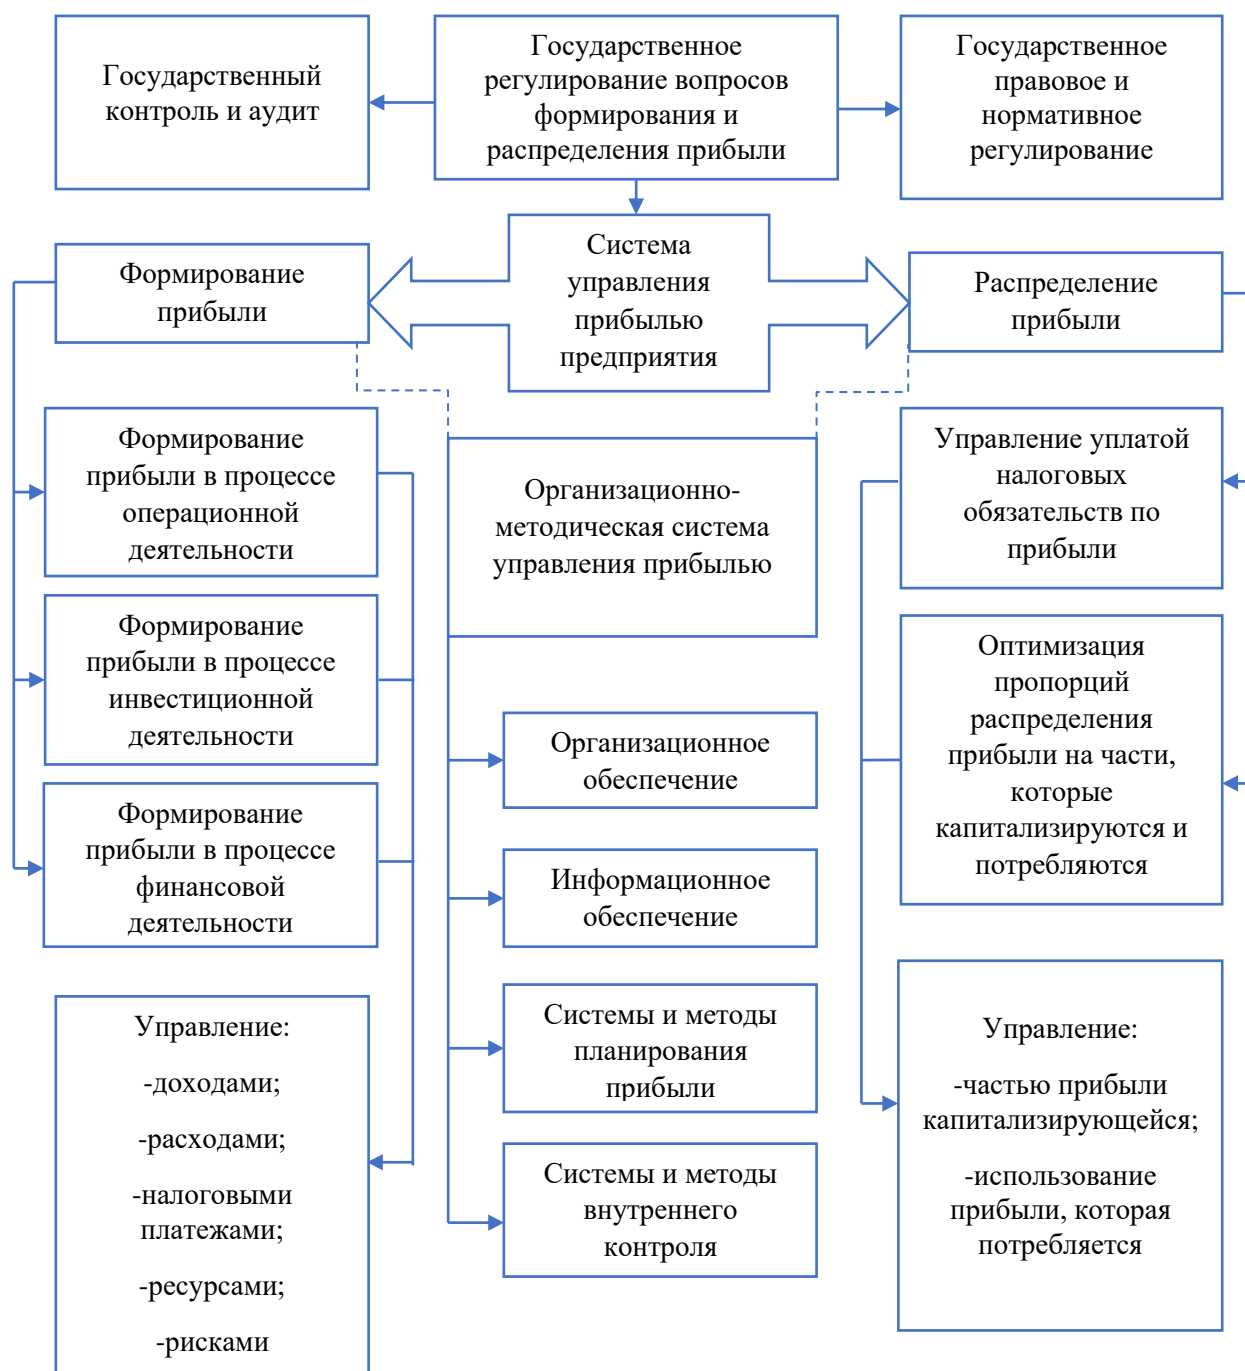 Государственный
контроль и аудит
Государственное
регулирование вопросов
формирования и
распределения прибыли
Государственное
правовое и
нормативное
регулирование
Формирование
прибыли
Система
управления
прибылью
предприятия
Распределение
прибыли
Формирование
прибыли в процессе
операционной
деятельности
Формирование
прибыли в процессе
инвестиционной
деятельности
Формирование
прибыли в процессе
финансовой
деятельности
Управление:
-доходами;
-расходами;
-налоговыми
платежами;
-ресурсами;
-рисками
Организационно-
методическая система
управления прибылью
Организационное
обеспечение
Информационное
обеспечение
Системы и методы
планирования
прибыли
Системы и методы
внутреннего
контроля
Управление уплатой
налоговых
обязательств по
прибыли
Оптимизация
пропорций
распределения
прибыли на части,
которые
капитализируются и
потребляются
Управление:
-частью прибыли
капитализирующейся;
-использование
прибыли, которая
потребляется